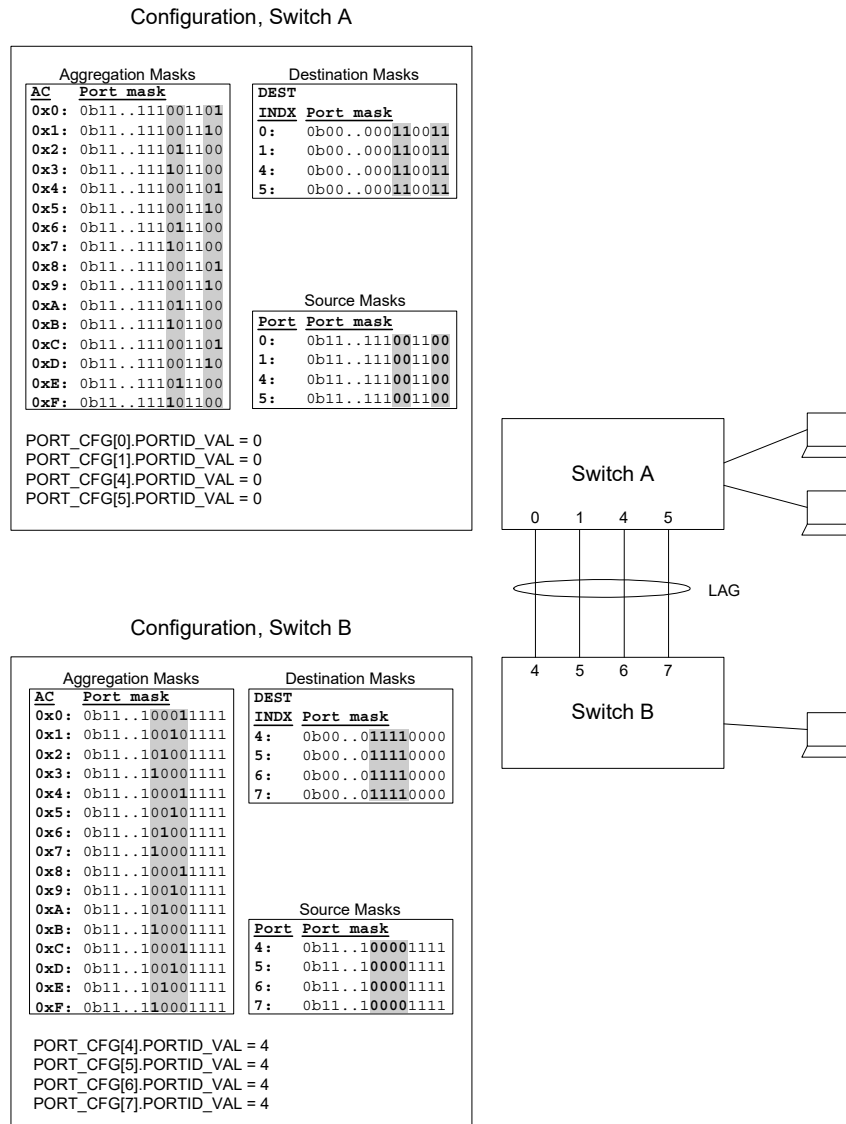 Configuration, Switch A
Aggregation Masks
AC Port mask
0x0: 0b11..111001101
0x1: 0b11..111001110
0x2: 0b11..111011100
0x3: 0b11..111101100
0x4: 0b11..111001101
0x5: 0b11..111001110
0x6: 0b11..111011100
0x7: 0b11..111101100
0x8: 0b11..111001101
0x9: 0b11..111001110
0xA: 0b11..111011100
0xB: 0b11..111101100
0xC: 0b11..111001101
0xD: 0b11..111001110
0xE: 0b11..111011100
0xF: 0b11..111101100
Destination Masks
DEST
INDX Port mask
0: 0b00..000110011
1: 0b00..000110011
4: 0b00..000110011
5: 0b00..000110011
Source Masks
Port Port mask
0: 0b11..111001100
1: 0b11..111001100
4: 0b11..111001100
5: 0b11..111001100
PORT_CFG[0].PORTID_VAL = 0
PORT_CFG[1].PORTID_VAL = 0
PORT_CFG[4].PORTID_VAL = 0
PORT_CFG[5].PORTID_VAL = 0
Switch A
0 1 4 5
LAG
4 5 6 7
Switch B
Configuration, Switch B
Aggregation Masks
AC Port mask
0x0: 0b11..100011111
0x1: 0b11..100101111
0x2: 0b11..101001111
0x3: 0b11..110001111
0x4: 0b11..100011111
0x5: 0b11..100101111
0x6: 0b11..101001111
0x7: 0b11..110001111
0x8: 0b11..100011111
0x9: 0b11..100101111
0xA: 0b11..101001111
0xB: 0b11..110001111
0xC: 0b11..100011111
0xD: 0b11..100101111
0xE: 0b11..101001111
0xF: 0b11..110001111
Destination Masks
DEST
INDX Port mask
4: 0b00..011110000
5: 0b00..011110000
6: 0b00..011110000
7: 0b00..011110000
Source Masks
Port Port mask
4: 0b11..100001111
5: 0b11..100001111
6: 0b11..100001111
7: 0b11..100001111
PORT_CFG[4].PORTID_VAL = 4
PORT_CFG[5].PORTID_VAL = 4
PORT_CFG[6].PORTID_VAL = 4
PORT_CFG[7].PORTID_VAL = 4